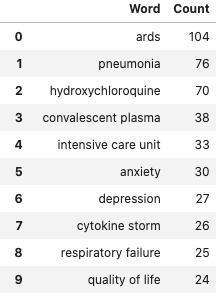 Word Count
0 ards 104
1 pneumonia 76
2 hydroxychloroquine 70
3 convalescent plasma 38
4 intensive care unit 33
5 anxiety 30
6 depression 27
7 cytokine storm 26
8 respiratory failure 25
9 quality of life 24